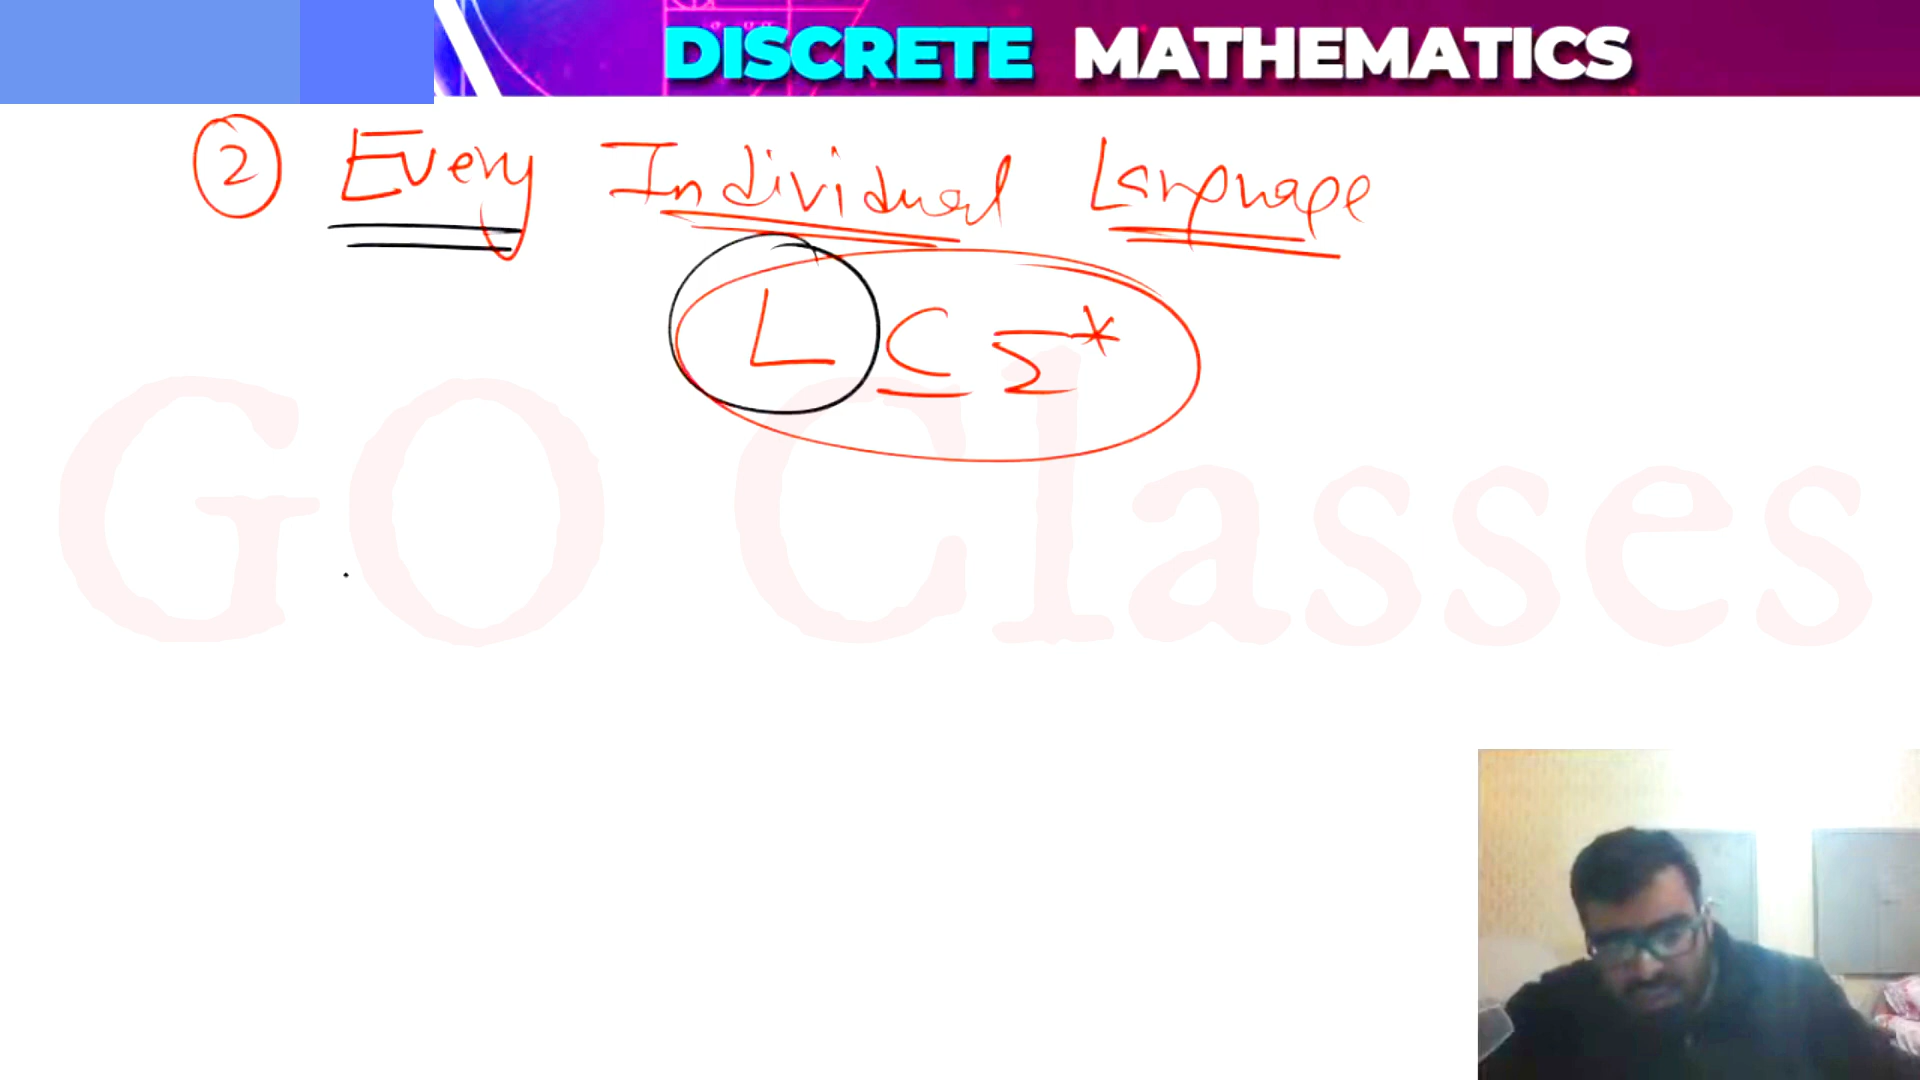 DISCRETE MATHEMATICS
2 Every Individual Language
L ⊆ Σ*
GO Classes